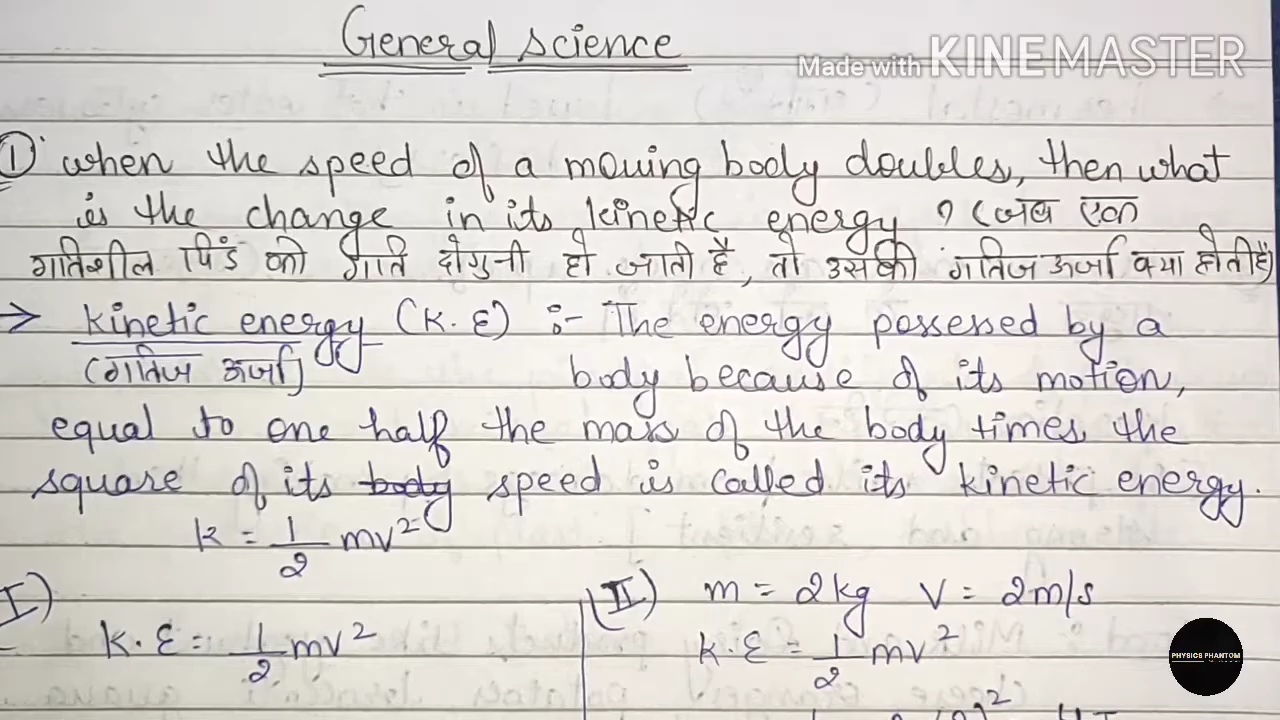 General science
Made with KINEMASTER
① when the speed of a moving body doubles, then what
is the change in its kinetic energy ? (जब एक
गतिशील पिंड की गति दोगुनी हो जाती है, तो उसकी गतिज ऊर्जा क्या होती है)
→ kinetic energy (K.E) :- The energy possessed by a
(गतिज ऊर्जा) body because of its motion,
equal to one half the mass of the body times the
square of its body speed is called its kinetic energy.
K = 1/2 mv²
I)
K.E = 1/2 mv²
(II) m = 2kg V = 2m/s
K.E = 1/2 mv²
PHYSICS PHANTOM